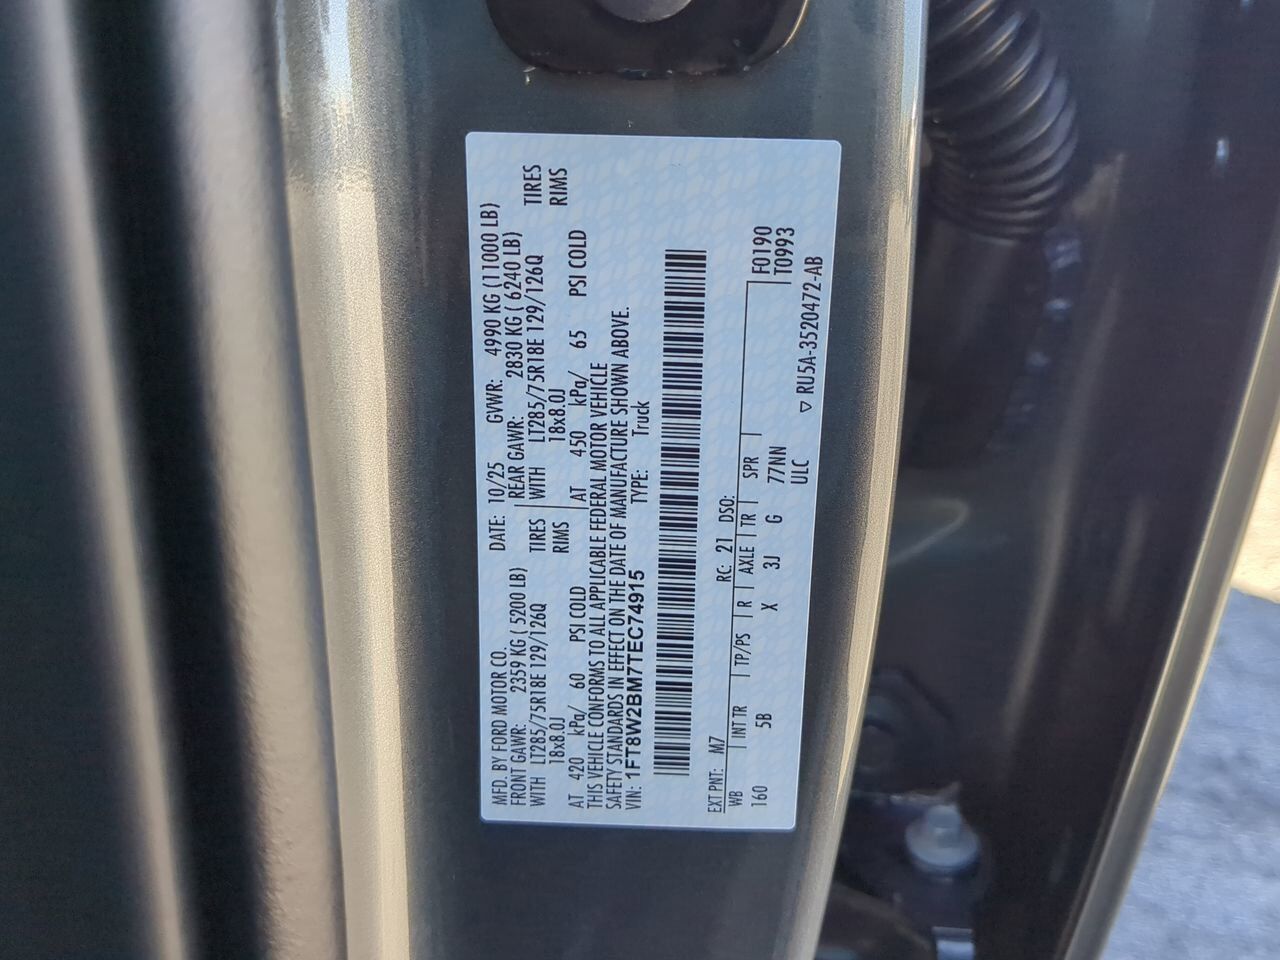 MFD. BY FORD MOTOR CO.
DATE: 10/25 GVWR: 4990 KG (11000 LB)
FRONT GAWR: 2359 KG ( 5200 LB) REAR GAWR: 2830 KG ( 6240 LB)
WITH LT285/75R18E 129/126Q TIRES WITH LT285/75R18E 129/126Q TIRES
18x8.0J RIMS 18x8.0J RIMS
AT 420 kPa/ 60 PSI COLD AT 450 kPa/ 65 PSI COLD
THIS VEHICLE CONFORMS TO ALL APPLICABLE FEDERAL MOTOR VEHICLE
SAFETY STANDARDS IN EFFECT ON THE DATE OF MANUFACTURE SHOWN ABOVE.
VIN: 1FT8W2BM7TEC74915 TYPE: Truck
EXT PNT: M7 RC: 21 DSO:
WB INT TR TP/PS R AXLE TR SPR F0190
160 5B X 3J G 77NN T0993
ULC ▽ RU5A-3520472-AB